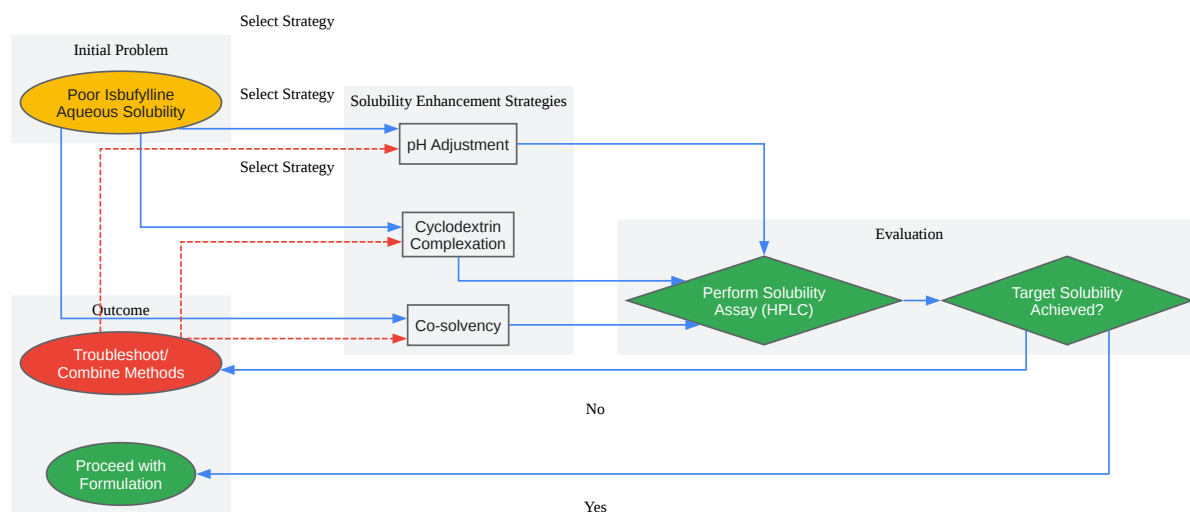 Select Strategy
Initial Problem
Poor Isbufylline
Aqueous Solubility
Select Strategy
Solubility Enhancement Strategies
pH Adjustment
Select Strategy
Cyclodextrin
Complexation
Evaluation
Perform Solubility
Assay (HPLC)
Target Solubility
Achieved?
Outcome
Co-solvency
Troubleshoot/
Combine Methods
No
Proceed with
Formulation
Yes